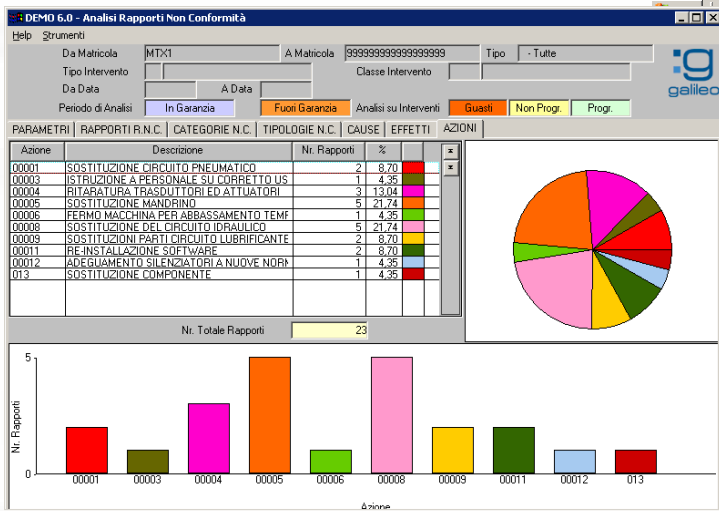 DEMO 6.0 - Analisi Rapporti Non Conformità
Help Strumenti
Da Matricola MTX1 A Matricola 999999999999999999 Tipo - Tutte
Tipo Intervento Classe Intervento
Da Data A Data
galileo
Periodo di Analisi In Garanzia Fuori Garanzia Analisi su Interventi Guasti Non Progr. Progr.
PARAMETRI RAPPORTI R.N.C. CATEGORIE N.C. TIPOLOGIE N.C. CAUSE EFFETTI AZIONI
Azione Descrizione Nr. Rapporti %
00001 SOSTITUZIONE CIRCUITO PNEUMATICO 2 8,70
00003 ISTRUZIONE A PERSONALE SU CORRETTO US 1 4,35
00004 RITARATURA TRASDUTTORI ED ATTUATORI 3 13,04
00005 SOSTITUZIONE MANDRINO 5 21,74
00006 FERMO MACCHINA PER ABBASSAMENTO TEMF 1 4,35
00008 SOSTITUZIONE DEL CIRCUITO IDRAULICO 5 21,74
00009 SOSTITUZIONI PARTI CIRCUITO LUBRIFICANTE 2 8,70
00011 RE-INSTALLAZIONE SOFTWARE 2 8,70
00012 ADEGUAMENTO SILENZIATORI A NUOVE NORM 1 4,35
013 SOSTITUZIONE COMPONENTE 1 4,35
Nr. Totale Rapporti 23
5
Nr. Rapporti
0
00001 00003 00004 00005 00006 00008 00009 00011 00012 013
Azione